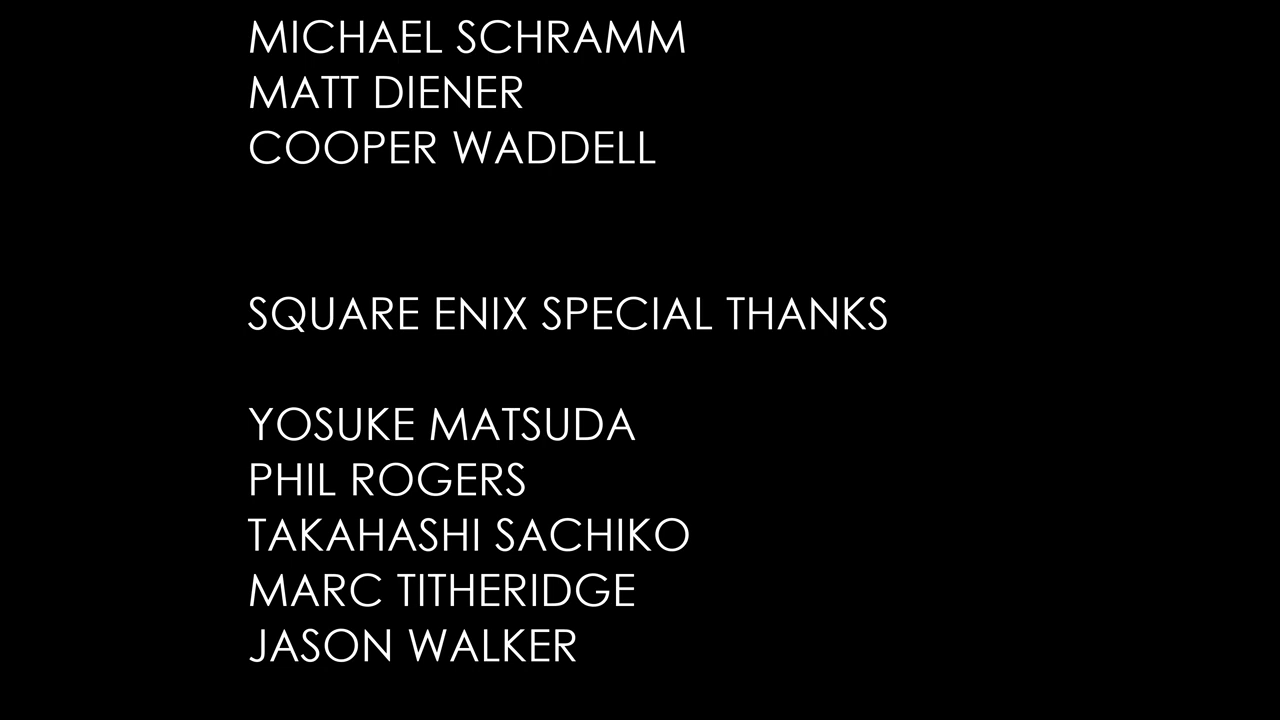 MICHAEL SCHRAMM
MATT DIENER
COOPER WADDELL
SQUARE ENIX SPECIAL THANKS
YOSUKE MATSUDA
PHIL ROGERS
TAKAHASHI SACHIKO
MARC TITHERIDGE
JASON WALKER